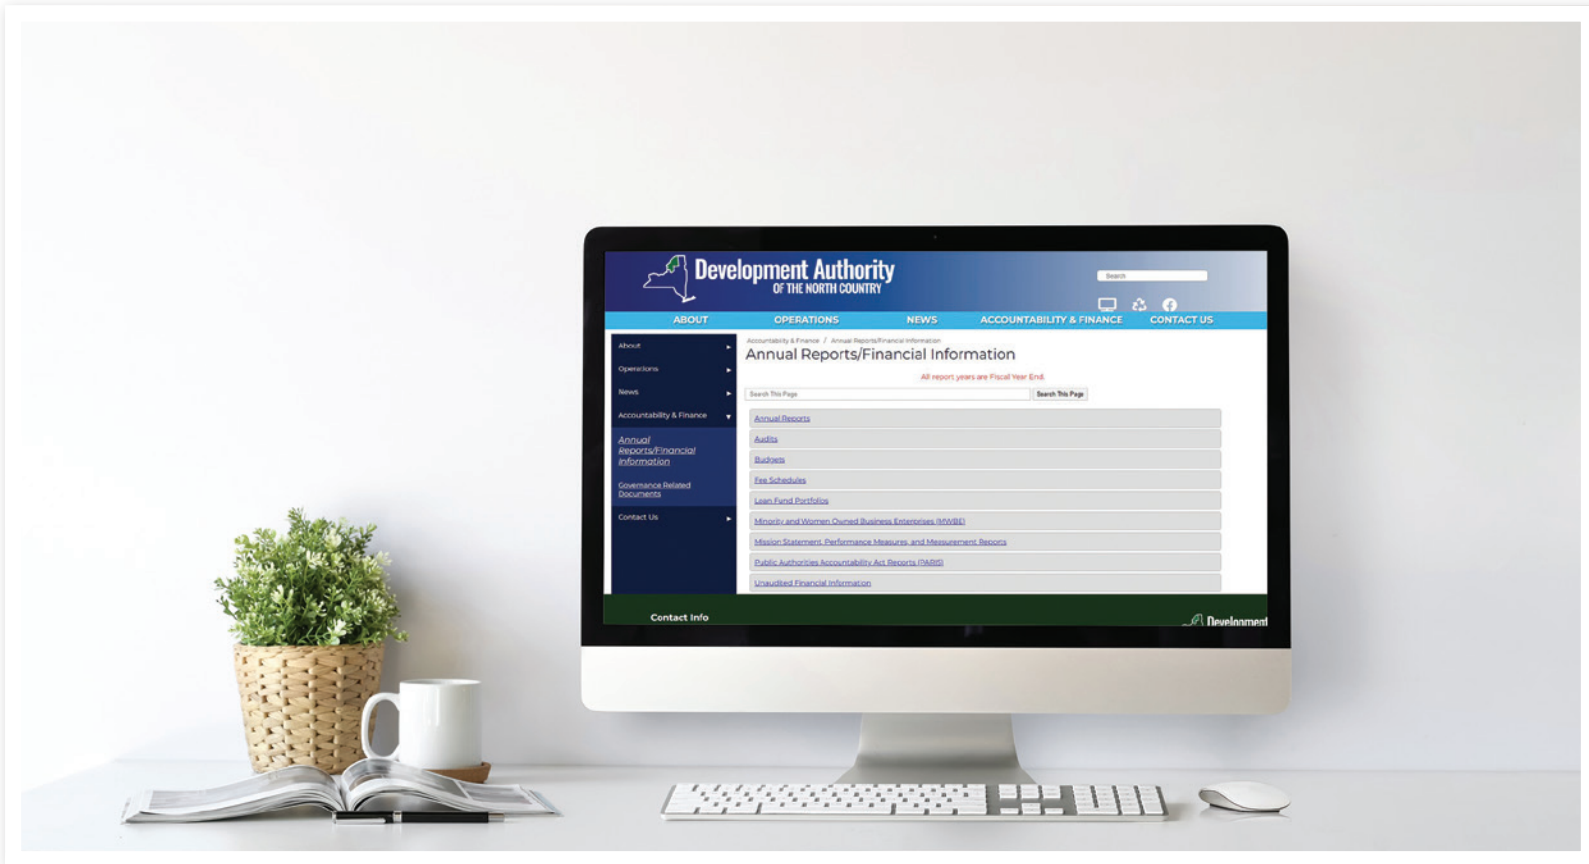 Development Authority
OF THE NORTH COUNTRY
Search
ABOUT OPERATIONS NEWS ACCOUNTABILITY & FINANCE CONTACT US
About
Operations
News
Accountability & Finance
Annual
Reports/Financial
Information
Governance Related
Documents
Contact Us
Accountability & Finance / Annual Reports/Financial Information
Annual Reports/Financial Information
All report years are Fiscal Year End.
Search This Page Search This Page
Annual Reports
Audits
Budgets
Fee Schedules
Loan Fund Portfolios
Minority and Women Owned Business Enterprises (MWBE)
Mission Statement, Performance Measures, and Measurement Reports
Public Authorities Accountability Act Reports (PARIS)
Unaudited Financial Information
Contact Info
Development